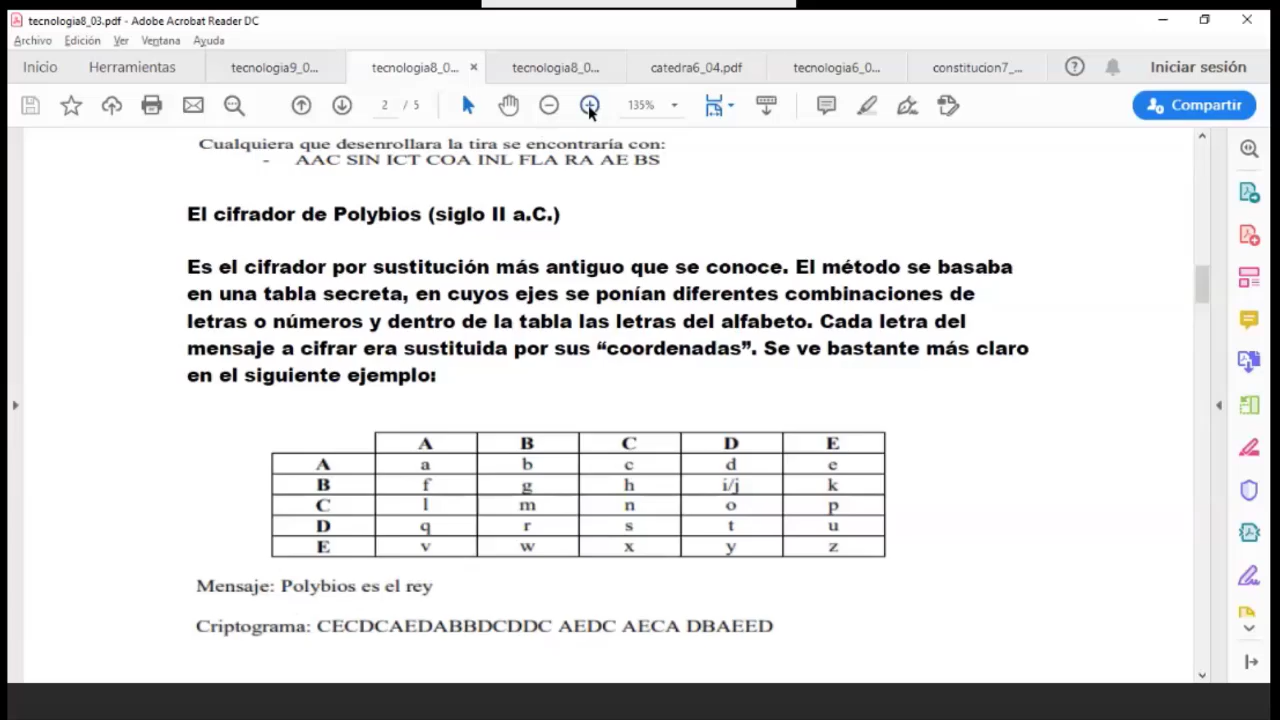 tecnologia8_03.pdf - Adobe Acrobat Reader DC
Archivo Edición Ver Ventana Ayuda
Inicio Herramientas tecnologia9_0... tecnologia8_0... × tecnologia8_0... catedra6_04.pdf tecnologia6_0... constitucion7_... Iniciar sesión
2 / 5 135% Compartir
Cualquiera que desenrollara la tira se encontraría con:
- AAC SIN ICT COA INL FLA RA AE BS
El cifrador de Polybios (siglo II a.C.)
Es el cifrador por sustitución más antiguo que se conoce. El método se basaba
en una tabla secreta, en cuyos ejes se ponían diferentes combinaciones de
letras o números y dentro de la tabla las letras del alfabeto. Cada letra del
mensaje a cifrar era sustituida por sus “coordenadas”. Se ve bastante más claro
en el siguiente ejemplo:
A B C D E
A a b c d e
B f g h i/j k
C l m n o p
D q r s t u
E v w x y z
Mensaje: Polybios es el rey
Criptograma: CECDCAEDABBDCDDC AEDC AECA DBAEED